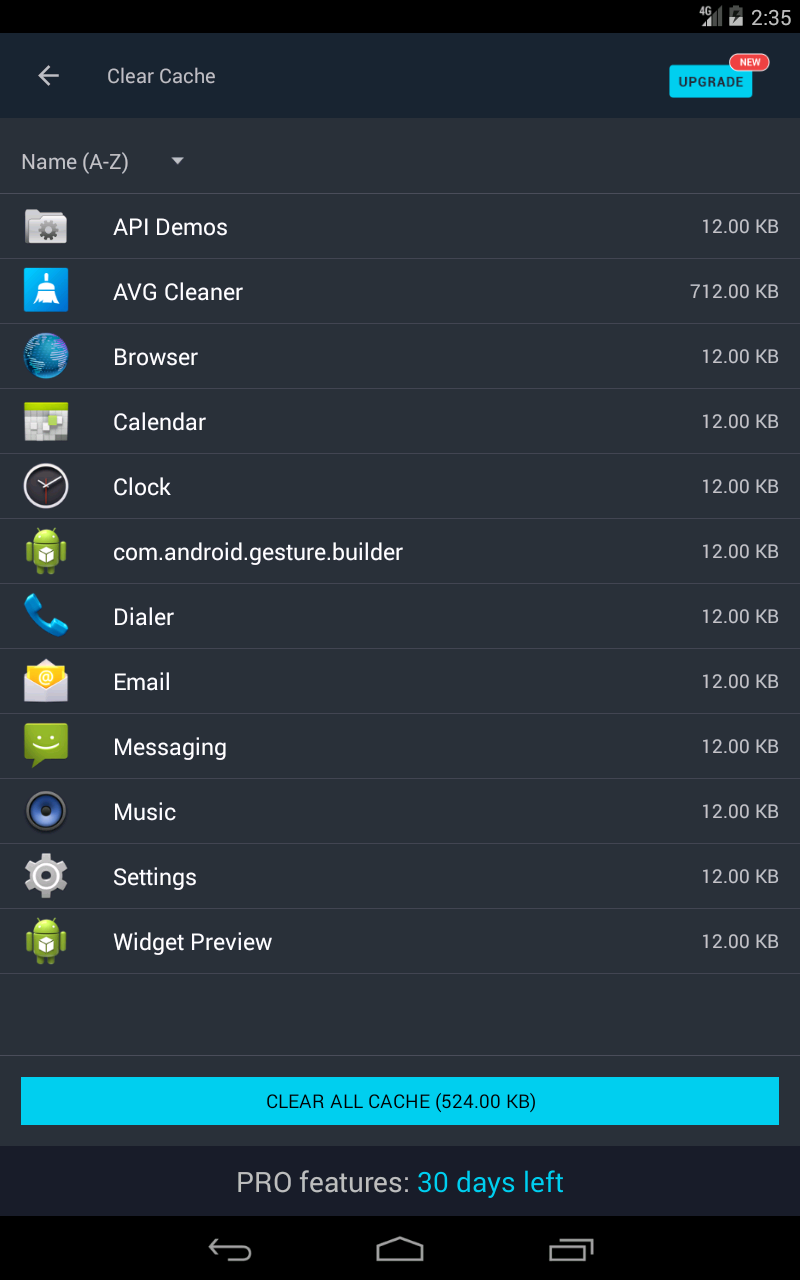 4G 2:35
Clear Cache
NEW
UPGRADE
Name (A-Z)
API Demos 12.00 KB
AVG Cleaner 712.00 KB
Browser 12.00 KB
Calendar 12.00 KB
Clock 12.00 KB
com.android.gesture.builder 12.00 KB
Dialer 12.00 KB
Email 12.00 KB
Messaging 12.00 KB
Music 12.00 KB
Settings 12.00 KB
Widget Preview 12.00 KB
CLEAR ALL CACHE (524.00 KB)
PRO features: 30 days left